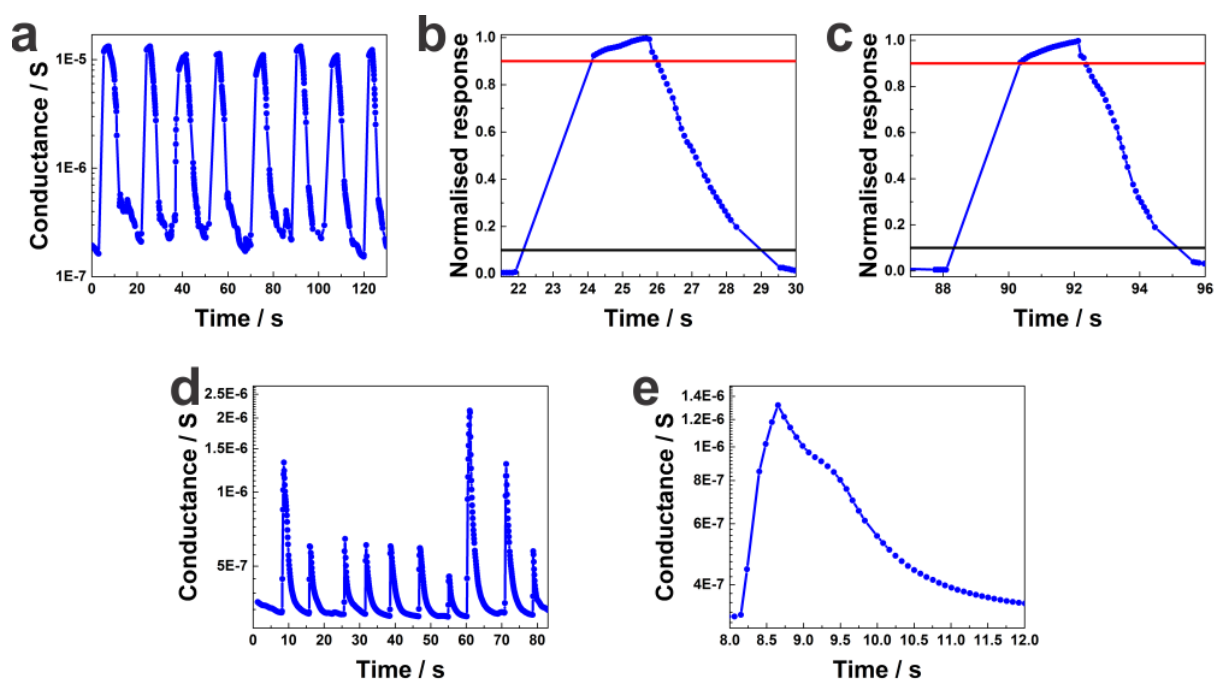 a
Conductance / S
1E-5
1E-6
1E-7
0 20 40 60 80 100 120
Time / s
b
Normalised response
1.0
0.8
0.6
0.4
0.2
0.0
22 23 24 25 26 27 28 29 30
Time / s
c
Normalised response
1.0
0.8
0.6
0.4
0.2
0.0
88 90 92 94 96
Time / s
d
Conductance / S
2.5E-6
2E-6
1.5E-6
1E-6
5E-7
0 10 20 30 40 50 60 70 80
Time / s
e
Conductance / S
1.4E-6
1E-6
8E-7
6E-7
4E-7
8.0 8.5 9.0 9.5 10.0 10.5 11.0 11.5 12.0
Time / s